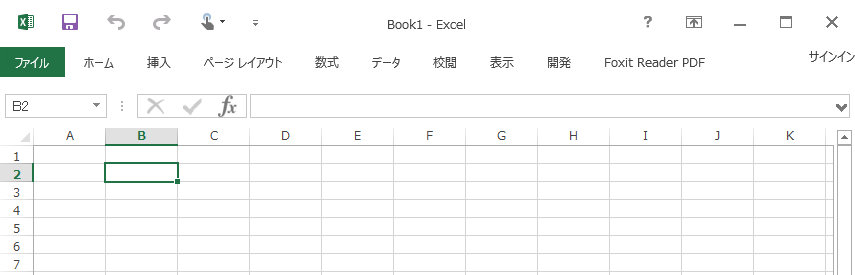 Book1 - Excel
?
ファイル ホーム 挿入 ページ レイアウト 数式 データ 校閲 表示 開発 Foxit Reader PDF サインイン
B2 fx
A B C D E F G H I J K
1
2
3
4
5
6
7